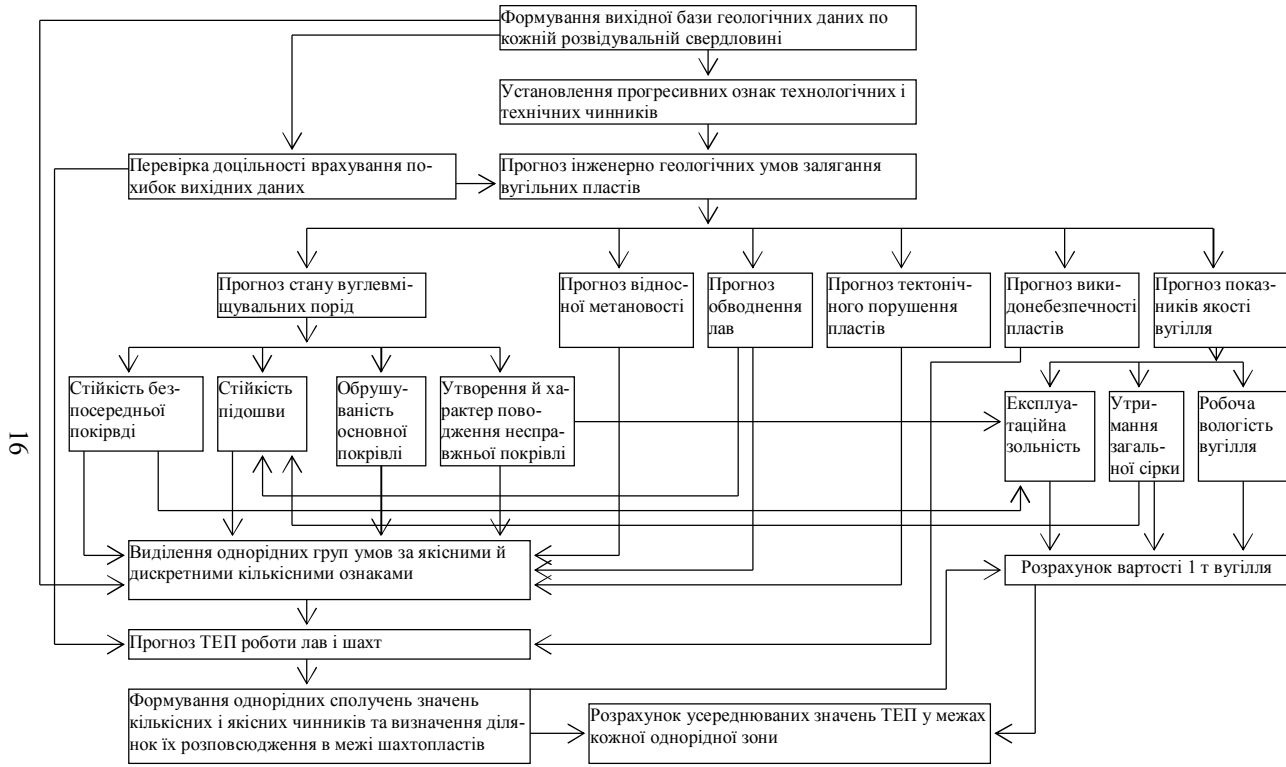 Формування вихідної бази геологічних даних по
кожній розвідувальній свердловині
Установлення прогресивних ознак технологічних і
технічних чинників
Перевірка доцільності врахування по-
хибок вихідних даних
Прогноз інженерно геологічних умов залягання
вугільних пластів
Прогноз стану вуглевмі-
щувальних порід
Прогноз віднос-
ної метановості
Прогноз
обводнення
лав
Прогноз тектоніч-
ного порушення
пластів
Прогноз вики-
донебезпечності
пластів
Прогноз показ-
ників якості
вугілля
Стійкість без-
посередньої
покірвді
Стійкість
підошви
Обрушу-
ваність
основної
покрівлі
Утворення й ха-
рактер повод-
ження неспра-
вжньої покрівлі
Експлуа-
таційна
зольність
Утри-
мання
загаль-
ної сірки
Робоча
вологість
вугілля
16
Виділення однорідних груп умов за якісними й
дискретними кількісними ознаками
Розрахунок вартості 1 т вугілля
Прогноз ТЕП роботи лав і шахт
Формування однорідних сполучень значень
кількісних і якісних чинників та визначення діля-
нок їх розповсюдження в межі шахтопластів
Розрахунок усереднюваних значень ТЕП у межах
кожної однорідної зони